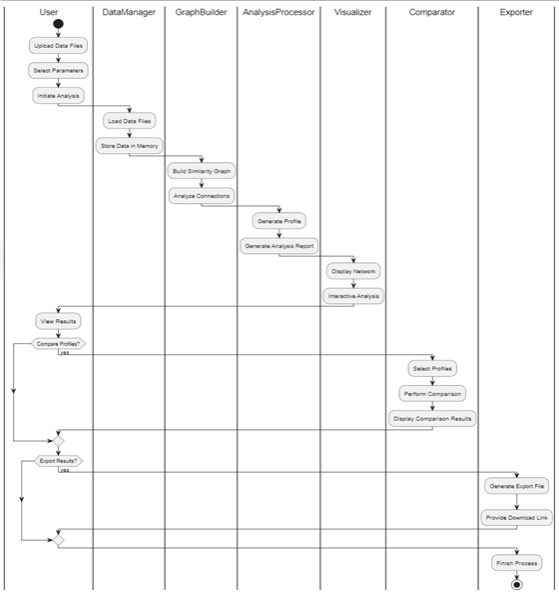 User DataManager GraphBuilder AnalysisProcessor Visualizer Comparator Exporter
Upload Data Files
Select Parameters
Initiate Analysis
Load Data Files
Store Data in Memory
Build Similarity Graph
Analyze Connections
Generate Profile
Generate Analysis Report
Display Network
Interactive Analysis
View Results
Compare Profiles?
yes
Select Profiles
Perform Comparison
Display Comparison Results
Export Results?
yes
Generate Export File
Provide Download Link
Finish Process